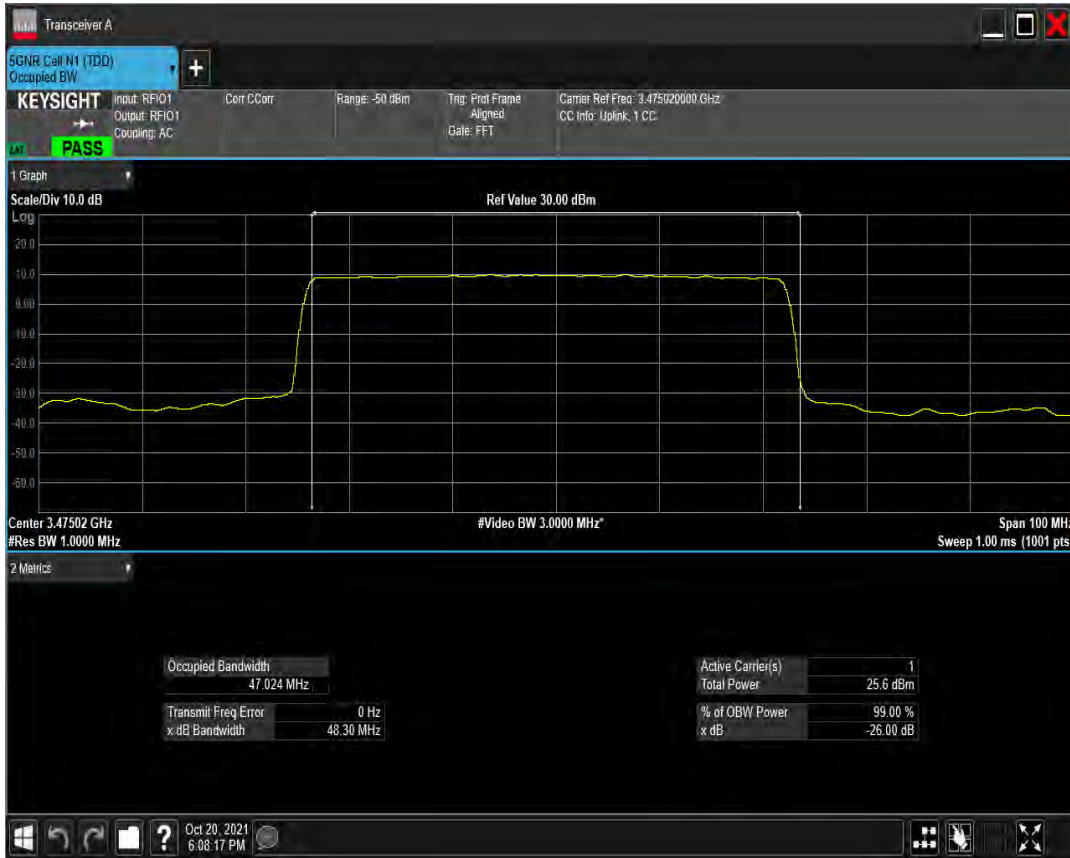 Transceiver A
5GNR Cell N1 (TDD)
Occupied BW
KEYSIGHT
Input: RFIO1
Output: RFIO1
Coupling: AC
Corr CCorr
Range: -50 dBm
Trig: Prot Frame
Aligned
Gate: FFT
Carrier Ref Freq: 3.475020000 GHz
CC Info: Uplink, 1 CC
PASS
1 Graph
Scale/Div 10.0 dB
Ref Value 30.00 dBm
Log
20.0
10.0
0.00
-10.0
-20.0
-30.0
-40.0
-50.0
-60.0
Center 3.47502 GHz
#Video BW 3.0000 MHz*
Span 100 MHz
#Res BW 1.0000 MHz
Sweep 1.00 ms (1001 pts
2 Metrics
Occupied Bandwidth
47.024 MHz
Transmit Freq Error 0 Hz
x dB Bandwidth 48.30 MHz
Active Carrier(s) 1
Total Power 25.6 dBm
% of OBW Power 99.00 %
x dB -26.00 dB
Oct 20, 2021
6:08:17 PM